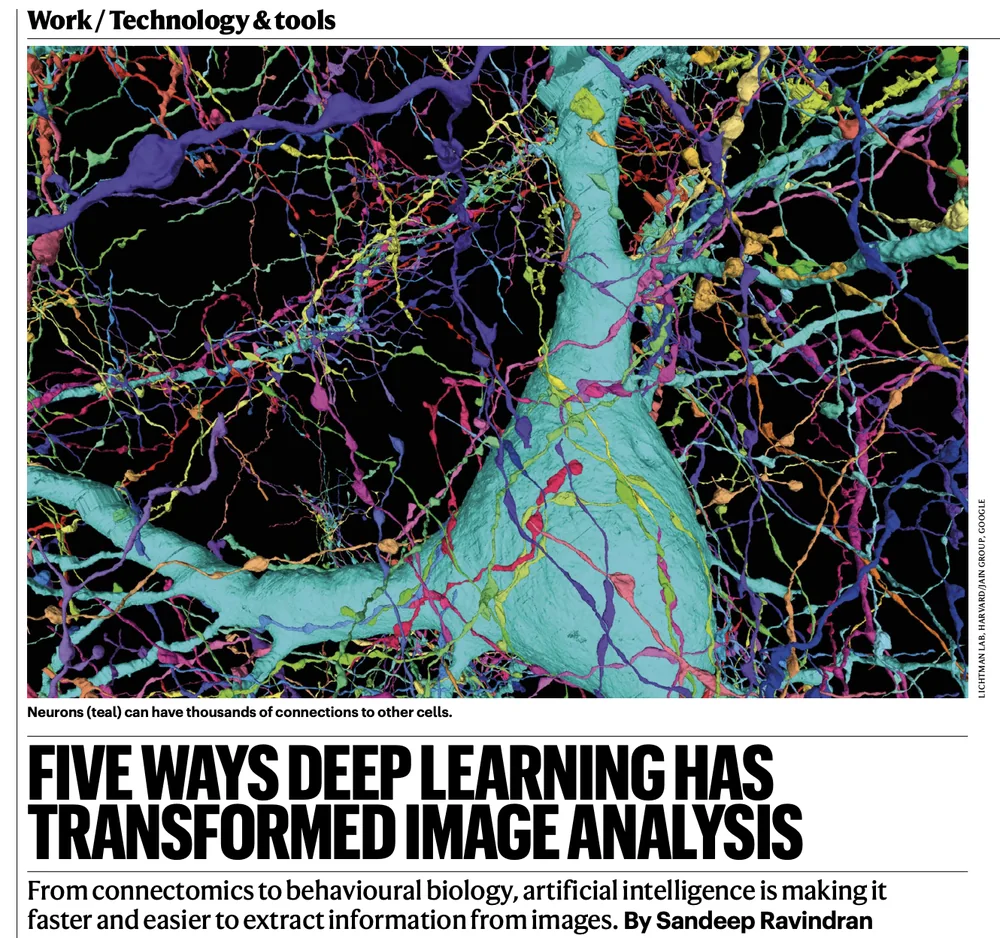 Work / Technology & tools
LICHTMAN LAB, HARVARD/JAIN GROUP, GOOGLE
Neurons (teal) can have thousands of connections to other cells.
FIVE WAYS DEEP LEARNING HAS
TRANSFORMED IMAGE ANALYSIS
From connectomics to behavioural biology, artificial intelligence is making it
faster and easier to extract information from images. By Sandeep Ravindran